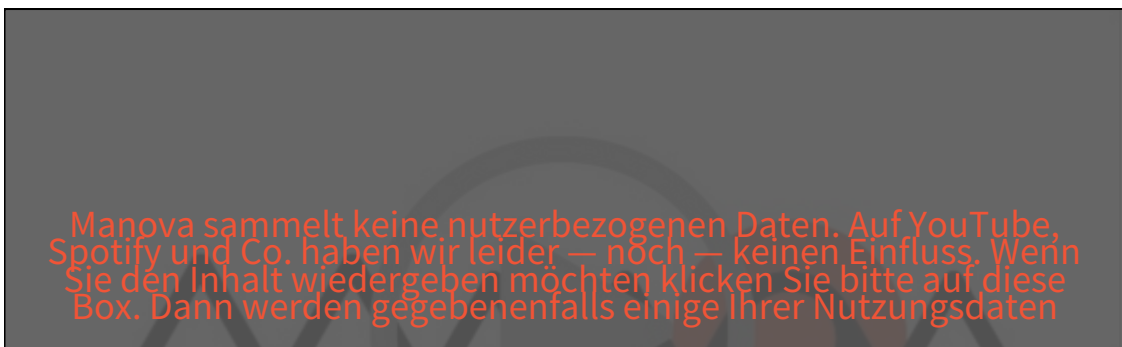 Manova sammelt keine nutzerbezogenen Daten. Auf YouTube,
Spotify und Co. haben wir leider — noch — keinen Einfluss. Wenn
Sie den Inhalt wiedergeben möchten klicken Sie bitte auf diese
Box. Dann werden gegebenenfalls einige Ihrer Nutzungsdaten